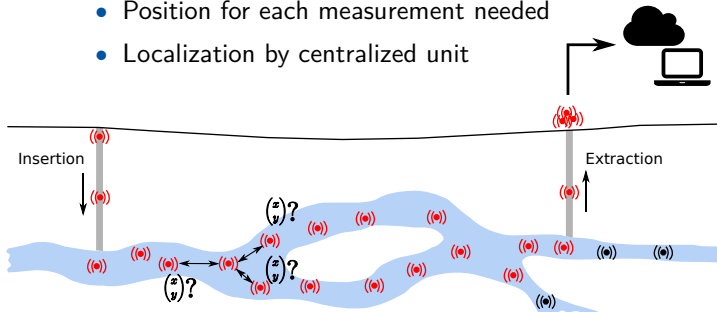 • Position for each measurement needed
• Localization by centralized unit
Insertion
Extraction
(x y)?
(x y)?
(x y)?